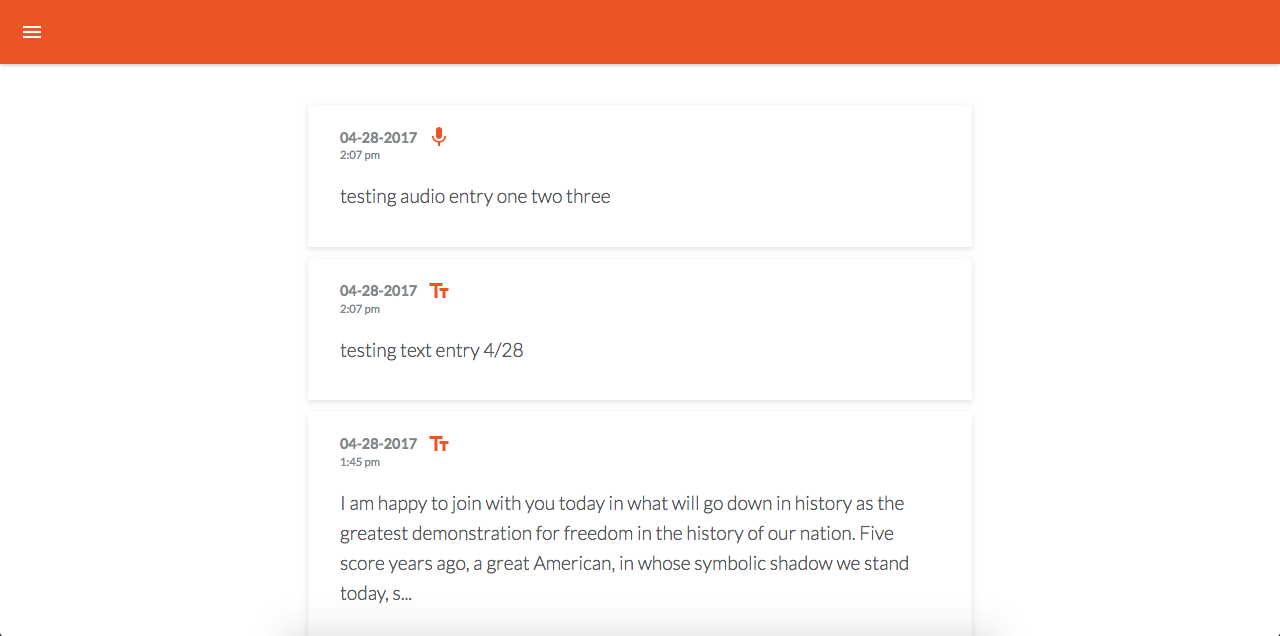 04-28-2017
2:07 pm
testing audio entry one two three
04-28-2017
2:07 pm
testing text entry 4/28
04-28-2017
1:45 pm
I am happy to join with you today in what will go down in history as the
greatest demonstration for freedom in the history of our nation. Five
score years ago, a great American, in whose symbolic shadow we stand
today, s...